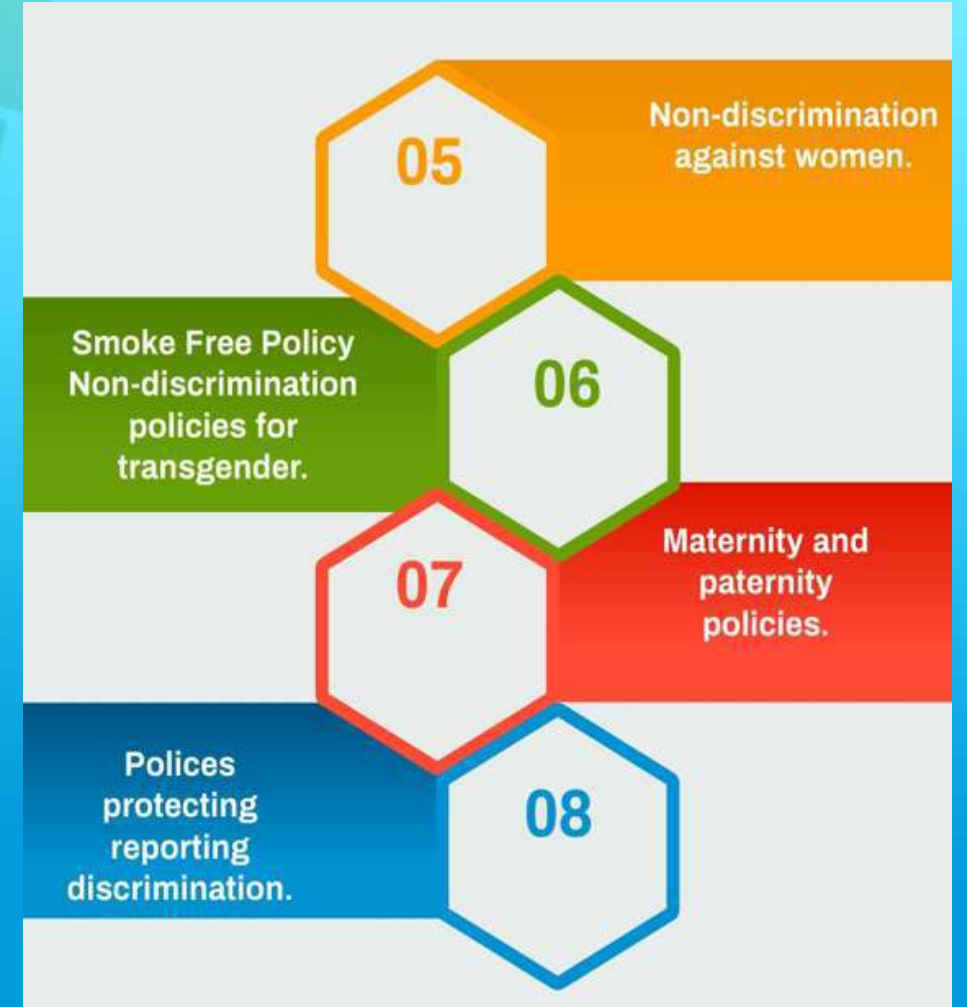 05
Non-discrimination
against women.
Smoke Free Policy
Non-discrimination
policies for
transgender.
06
07
Maternity and
paternity
policies.
Polices
protecting
reporting
discrimination.
08